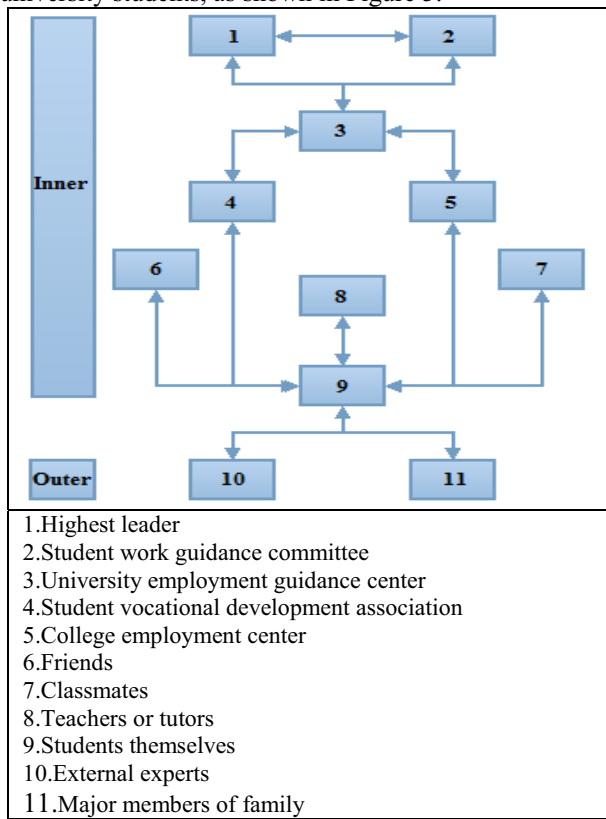 university students, as shown in Figure 3.
1 2
3
Inner 4 5
6 7
8
9
Outer 10 11
1.Highest leader
2.Student work guidance committee
3.University employment guidance center
4.Student vocational development association
5.College employment center
6.Friends
7.Classmates
8.Teachers or tutors
9.Students themselves
10.External experts
11.Major members of family